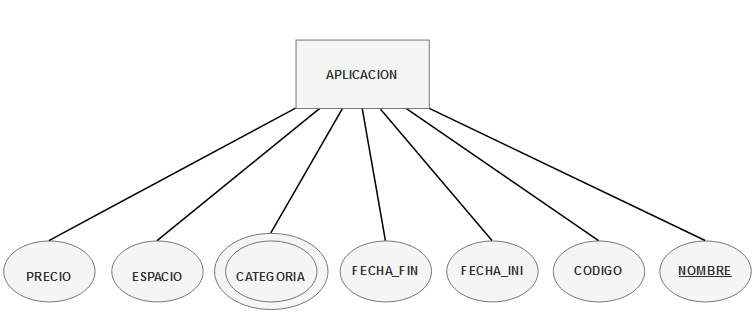 APLICACION
PRECIO
ESPACIO
CATEGORIA
FECHA_FIN
FECHA_INI
CODIGO
NOMBRE